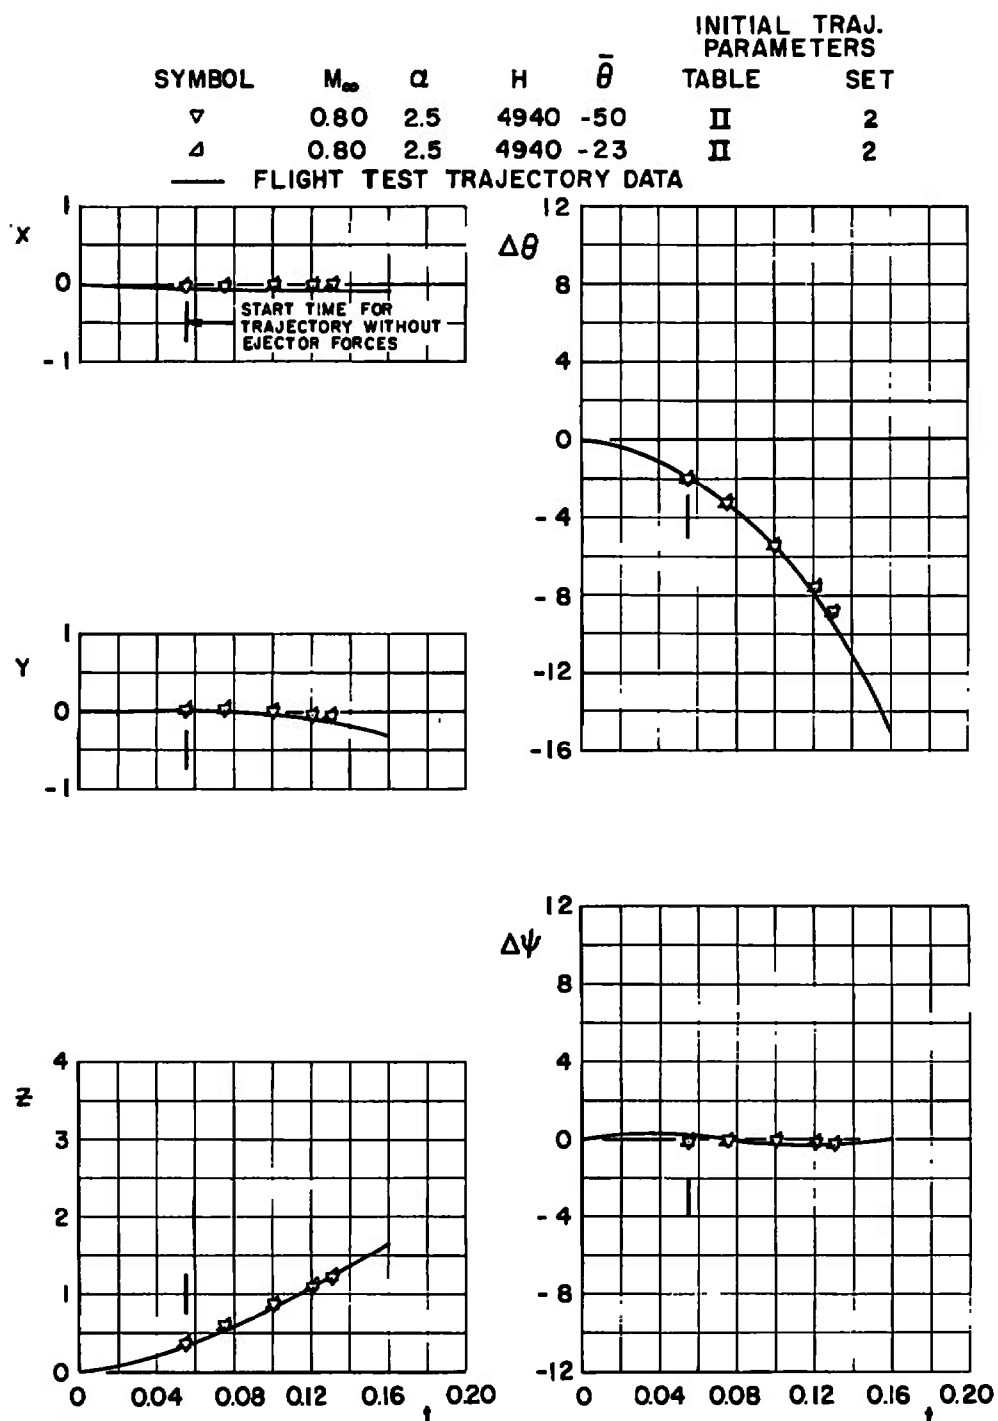 INITIAL TRAJ.
PARAMETERS
SYMBOL M∞ α H θ̄ TABLE SET
▽ 0.80 2.5 4940 -50 II 2
⊿ 0.80 2.5 4940 -23 II 2
FLIGHT TEST TRAJECTORY DATA
X
1
0
-1
START TIME FOR
TRAJECTORY WITHOUT
EJECTOR FORCES
Δθ
12
8
4
0
-4
-8
-12
-16
Y
1
0
-1
Δψ
12
8
4
0
-4
-8
-12
0 0.04 0.08 0.12 0.16 0.20
t
Z
4
3
2
1
0
0 0.04 0.08 0.12 0.16 0.20
t